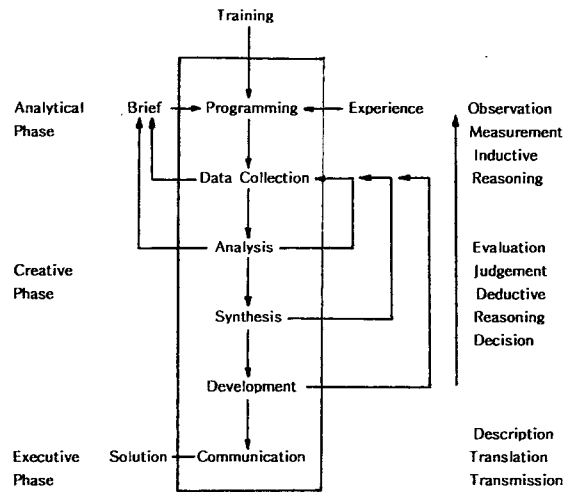 Training
Analytical Brief Programming Experience Observation
Phase Measurement
Inductive
Data Collection Reasoning
Analysis Evaluation
Creative Judgement
Phase Deductive
Synthesis Reasoning
Decision
Development
Description
Executive Solution Communication Translation
Phase Transmission